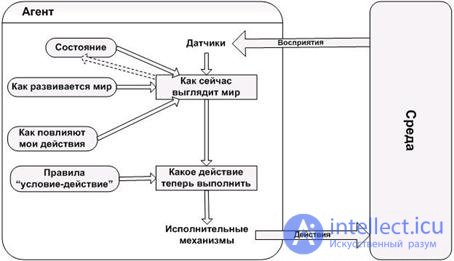 Агент
Состояние
Датчики
Восприятия
Как развивается мир
Как сейчас
выглядит мир
Как повлияют
мои действия
Среда
Правила
“условие-действие”
Какое действие
теперь выполнить
Исполнительные
механизмы
Действия
intellect.icu
Искуственный разум